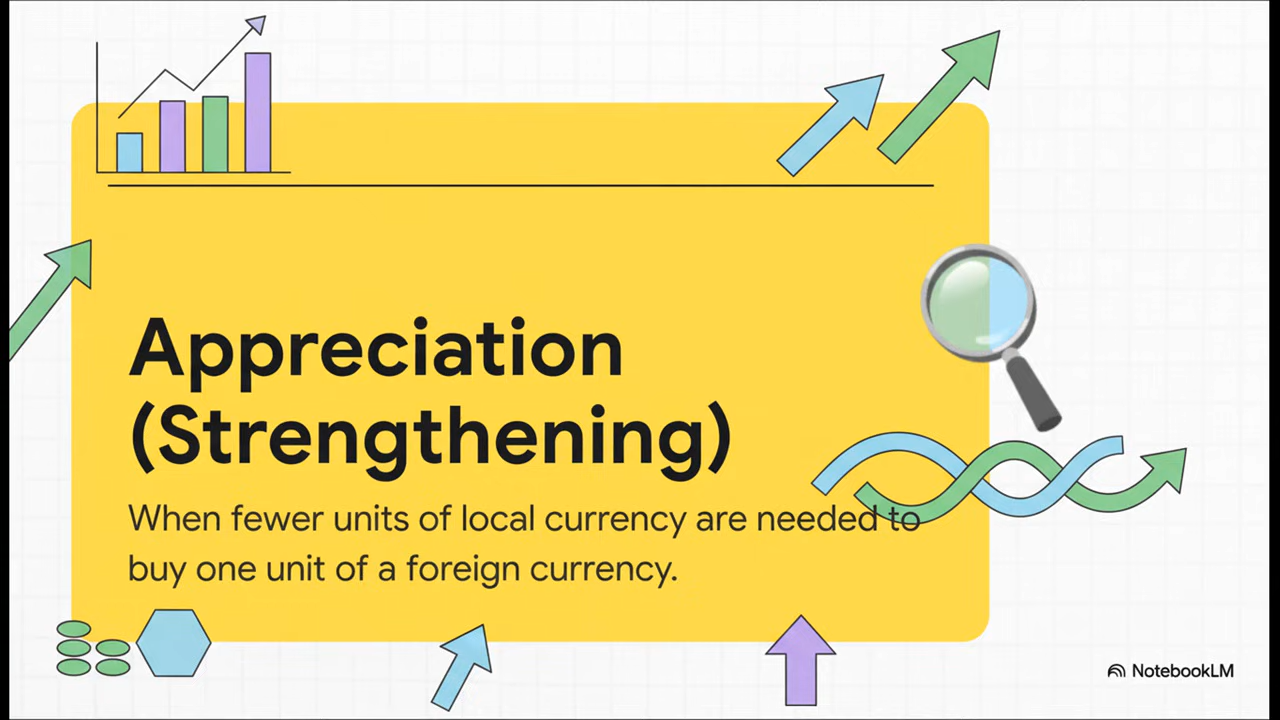 Appreciation
(Strengthening)
When fewer units of local currency are needed to
buy one unit of a foreign currency.
NotebookLM